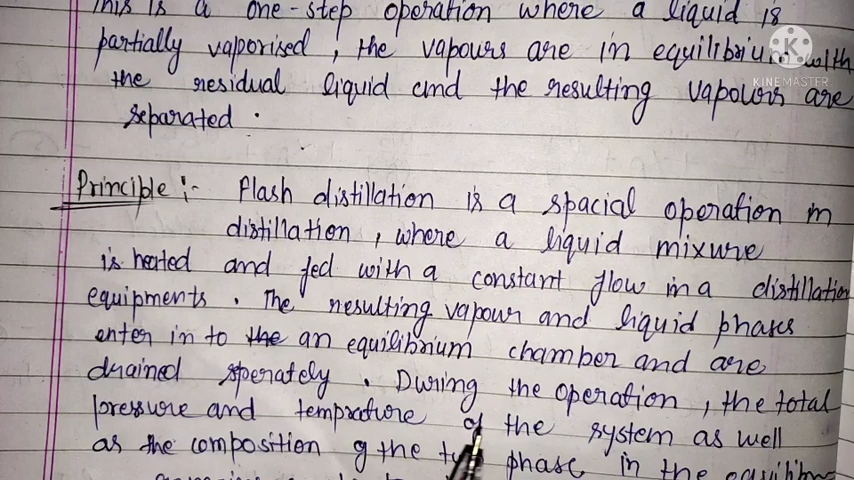 This is a one-step operation where a liquid is
partially vaporised, the vapours are in equilibrium with
the residual liquid and the resulting vapours are
separated.
Principle:- Flash distillation is a spacial operation in
distillation, where a liquid mixure
is heated and fed with a constant flow in a distillation
equipments. The resulting vapour and liquid phases
enter in to the an equilibrium chamber and are
drained sperately. During the operation, the total
pressure and temprature of the system as well
as the composition of the two phase in the
K
KINEMASTER